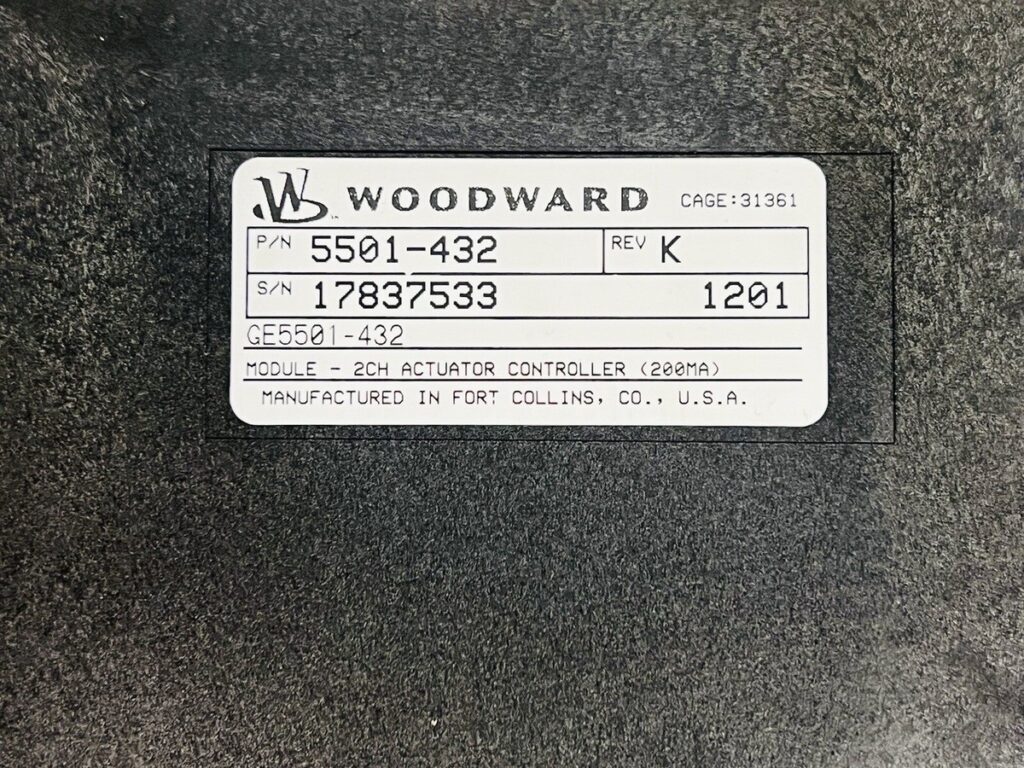 W WOODWARD CAGE:31361
P/N 5501-432 REV K
S/N 17837533 1201
GE5501-432
MODULE - 2CH ACTUATOR CONTROLLER (200MA)
MANUFACTURED IN FORT COLLINS, CO., U.S.A.